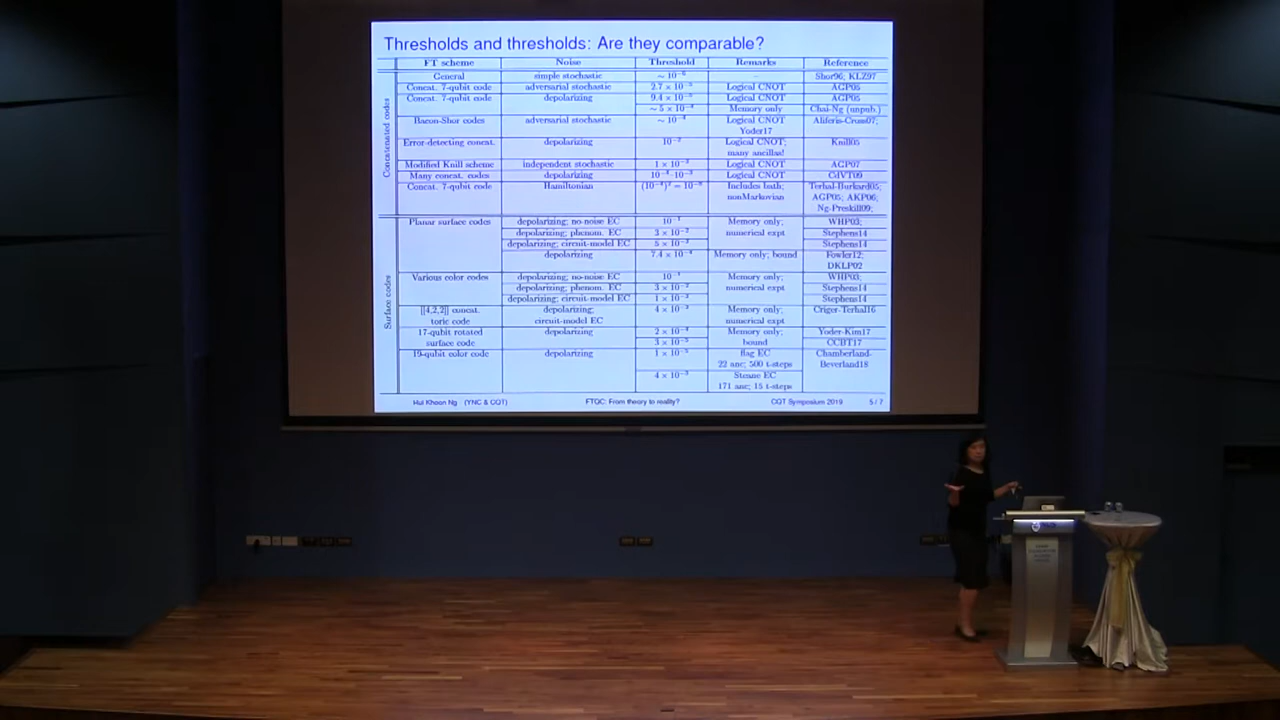 Thresholds and thresholds: Are they comparable?
FT scheme Noise Threshold Remarks Reference
Concatenated codes
General simple stochastic – Shor96; KLZ97
Concat. 7-qubit code adversarial stochastic Logical CNOT AGP05
Concat. 7-qubit code depolarizing Logical CNOT AGP05
Memory only Chai-Ng (unpub.)
Bacon-Shor codes adversarial stochastic Logical CNOT Aliferis-Cross07;
Yoder17
Error-detecting concat. depolarizing Logical CNOT; Knill05
many ancillas!
Modified Knill scheme independent stochastic Logical CNOT AGP07
Many concat. codes depolarizing Logical CNOT CdVT09
Concat. 7-qubit code Hamiltonian Includes bath; Terhal-Burkard05;
nonMarkovian AGP05; AKP06;
Ng-Preskill09;
Surface codes
Planar surface codes depolarizing; no-noise EC Memory only; WHP03;
depolarizing; phenom. EC numerical expt Stephens14
depolarizing; circuit-model EC Stephens14
depolarizing Memory only; bound Fowler12;
DKLP02
Various color codes depolarizing; no-noise EC Memory only; WHP03;
depolarizing; phenom. EC numerical expt Stephens14
depolarizing; circuit-model EC Stephens14
[[4,2,2]] concat. depolarizing; Memory only; Criger-Terhal16
toric code circuit-model EC numerical expt
17-qubit rotated depolarizing Memory only; Yoder-Kim17
surface code bound CCBT17
19-qubit color code depolarizing flag EC Chamberland-
22 anc; 500 t-steps Beverland18
Steane EC
171 anc; 15 t-steps
Hui Khoon Ng (YNC & CQT) FTQC: From theory to reality? CQT Symposium 2019 5 / 7